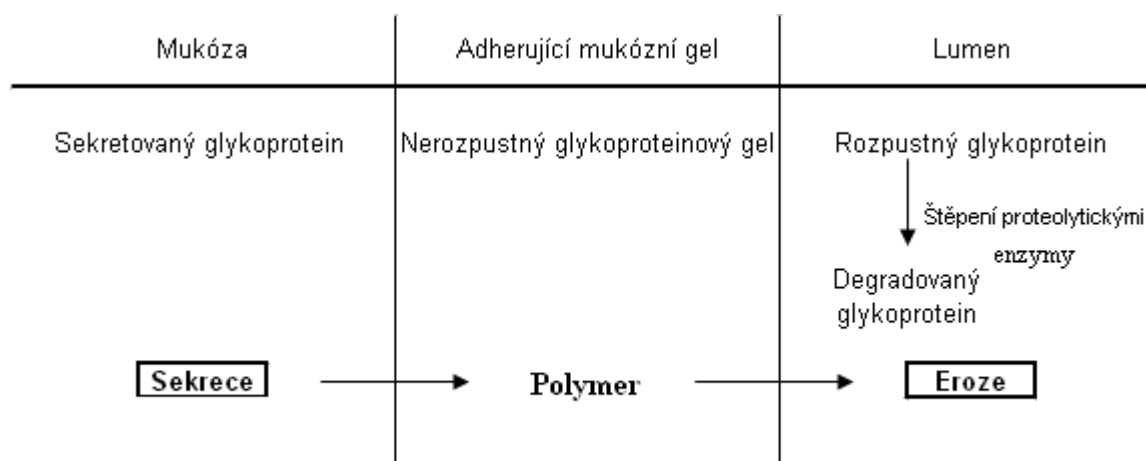 Mukóza
Adherující mukózní gel
Lumen
Sekretovaný glykoprotein
Nerozpustný glykoproteinový gel
Rozpustný glykoprotein
Štěpení proteolytickými
enzymy
Degradovaný
glykoprotein
Sekrece
Polymer
Eroze